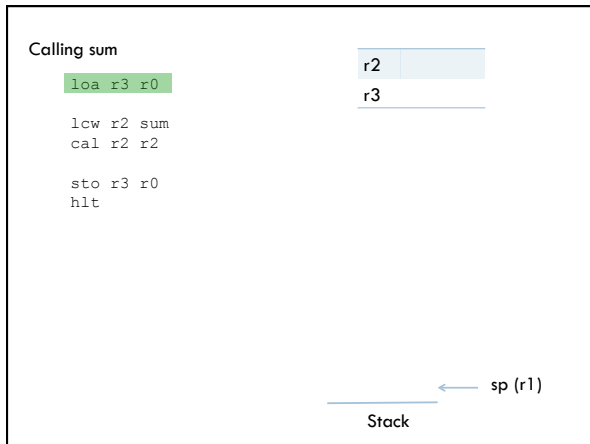 Calling sum
loa r3 r0
lcw r2 sum
cal r2 r2
sto r3 r0
hlt
r2
r3
sp (r1)
Stack